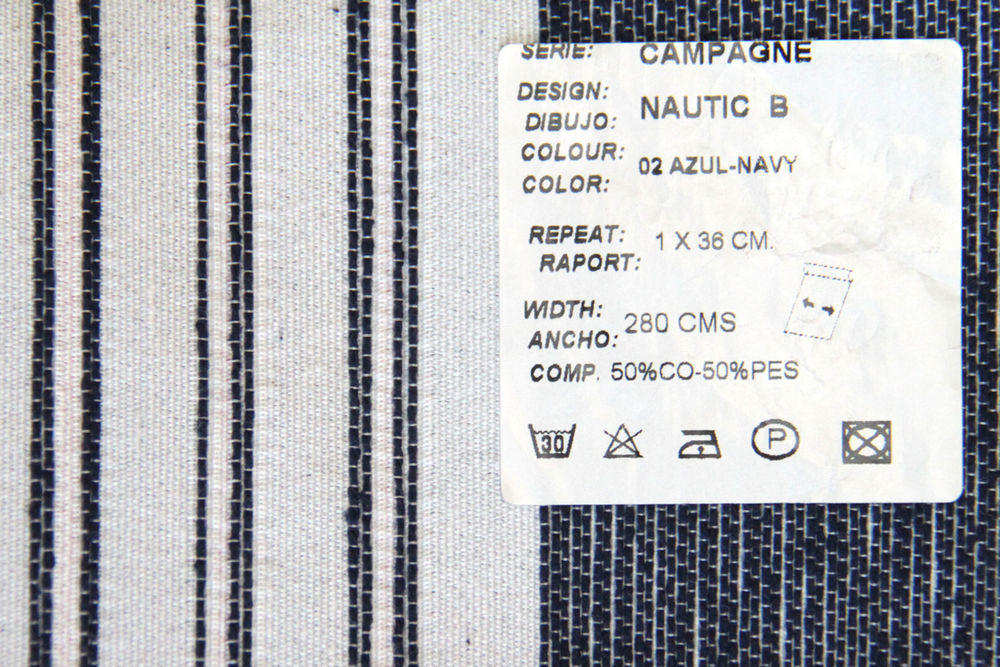 SERIE: CAMPAGNE
DESIGN:
DIBUJO: NAUTIC B
COLOUR:
COLOR: 02 AZUL-NAVY
REPEAT: 1 X 36 CM.
RAPORT:
WIDTH:
ANCHO: 280 CMS
COMP. 50%CO-50%PES
30 P